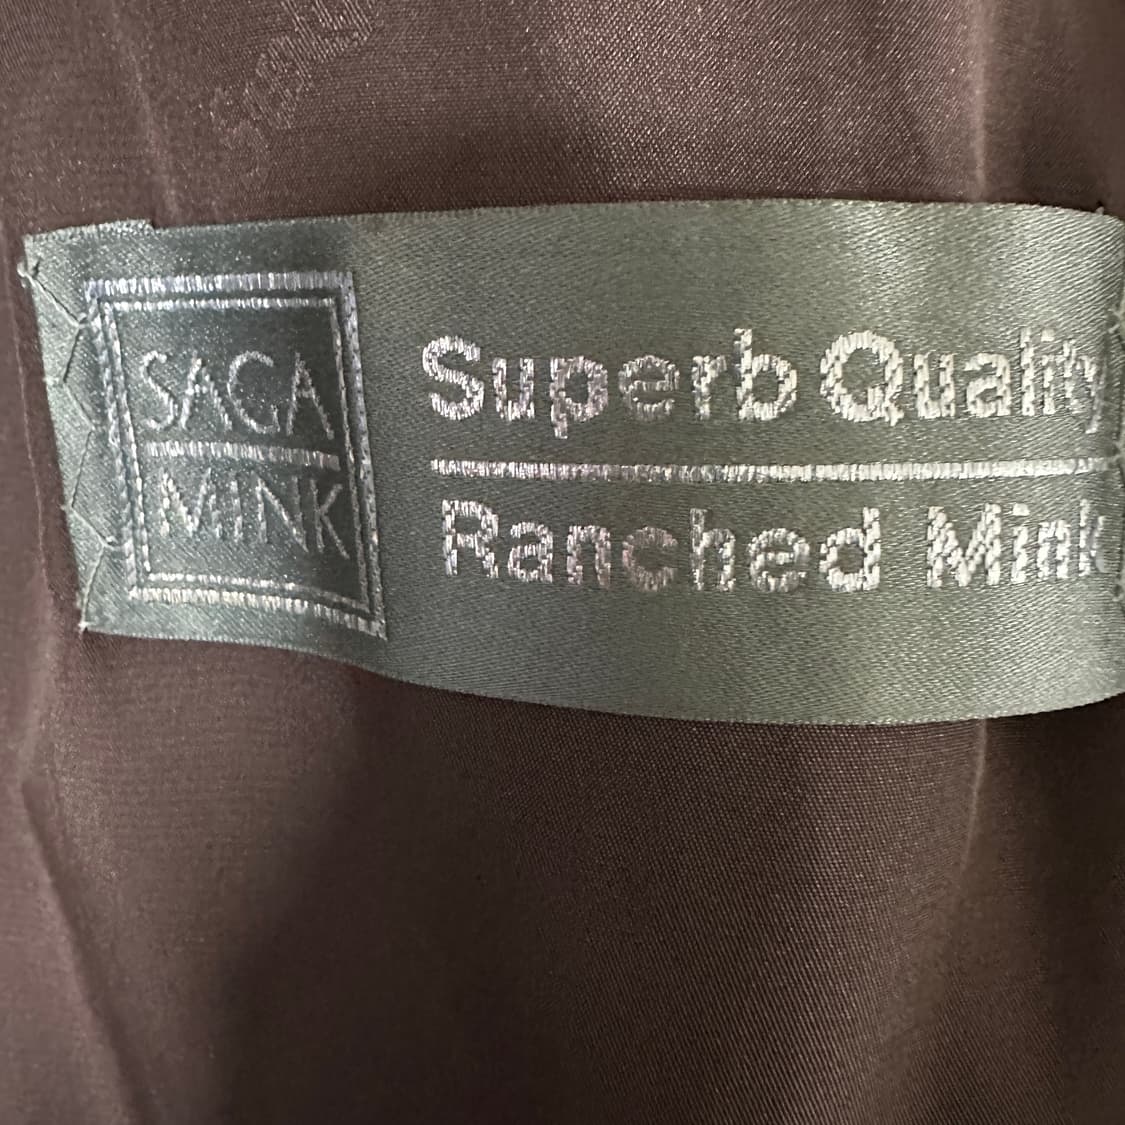 SAGA
MINK
Superb Quality
Ranched Mink